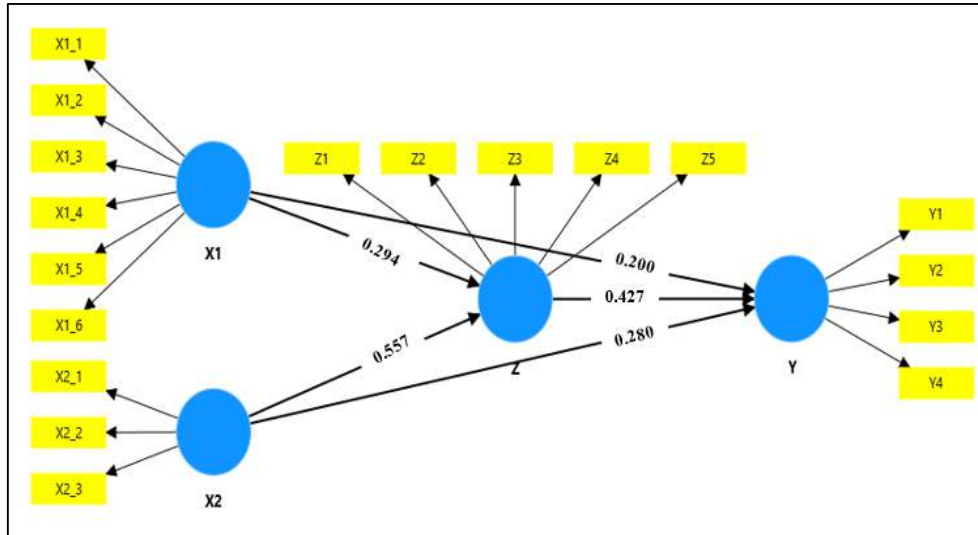 X1_1
X1_2
X1_3
X1_4
X1_5
X1_6
X1
X2_1
X2_2
X2_3
X2
Z1
Z2
Z3
Z4
Z5
0.294
0.200
0.427
0.557
0.280
Z
Y
Y1
Y2
Y3
Y4